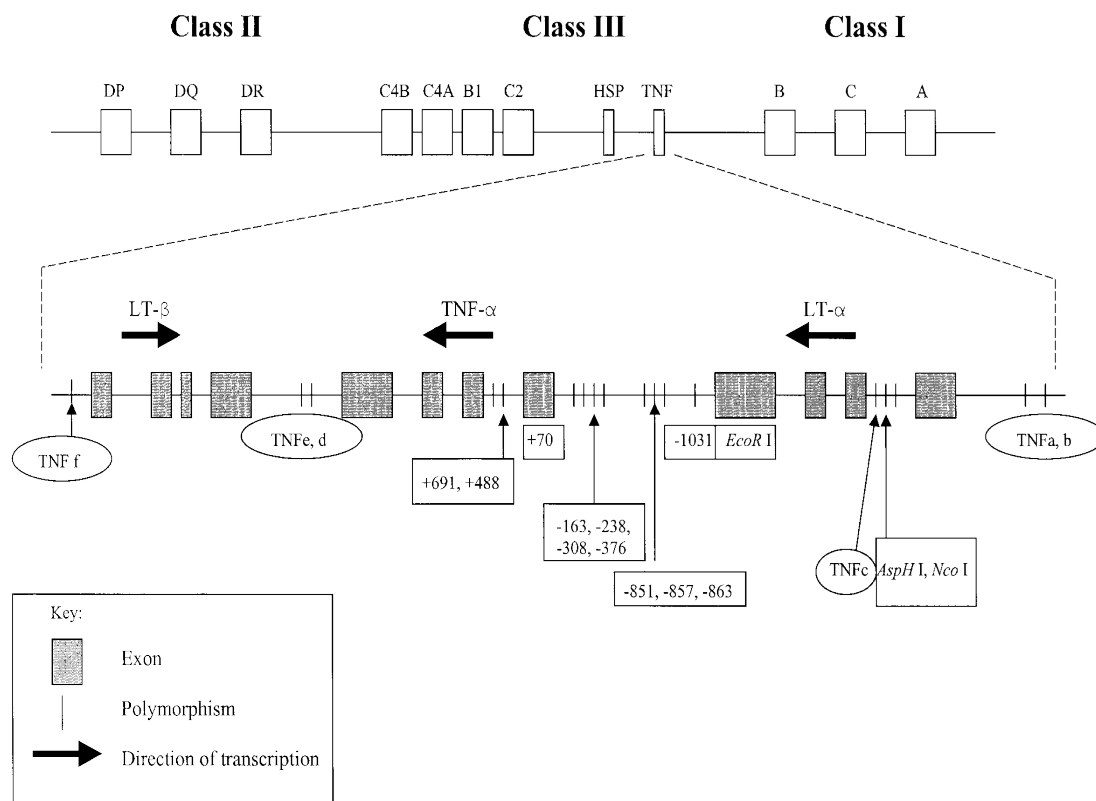 Class II Class III Class I
DP DQ DR C4B C4A B1 C2 HSP TNF B C A
LT-β TNF-α LT-α
TNF f
TNFe, d
+691, +488
+70
-163, -238,
-308, -376
-851, -857, -863
-1031 EcoR I
TNFc
AspH I, Nco I
TNFa, b
Key:
Exon
Polymorphism
Direction of transcription